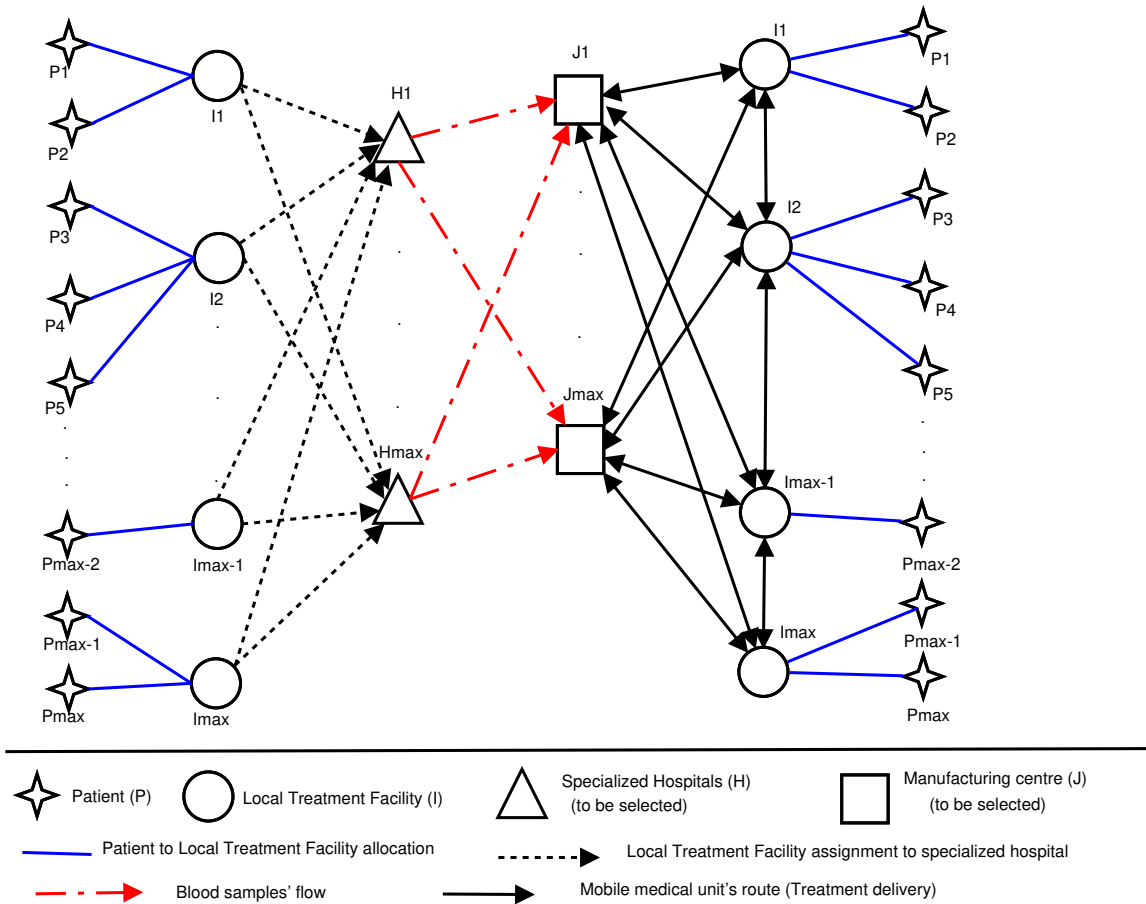 P1
P2
P3
P4
P5
Pmax-2
Pmax-1
Pmax
I1
I2
Imax-1
Imax
H1
Hmax
J1
Jmax
I1
I2
Imax-1
Imax
P1
P2
P3
P4
P5
Pmax-2
Pmax-1
Pmax
Patient (P)
Local Treatment Facility (I)
Specialized Hospitals (H)
(to be selected)
Manufacturing centre (J)
(to be selected)
Patient to Local Treatment Facility allocation
Local Treatment Facility assignment to specialized hospital
Blood samples' flow
Mobile medical unit's route (Treatment delivery)